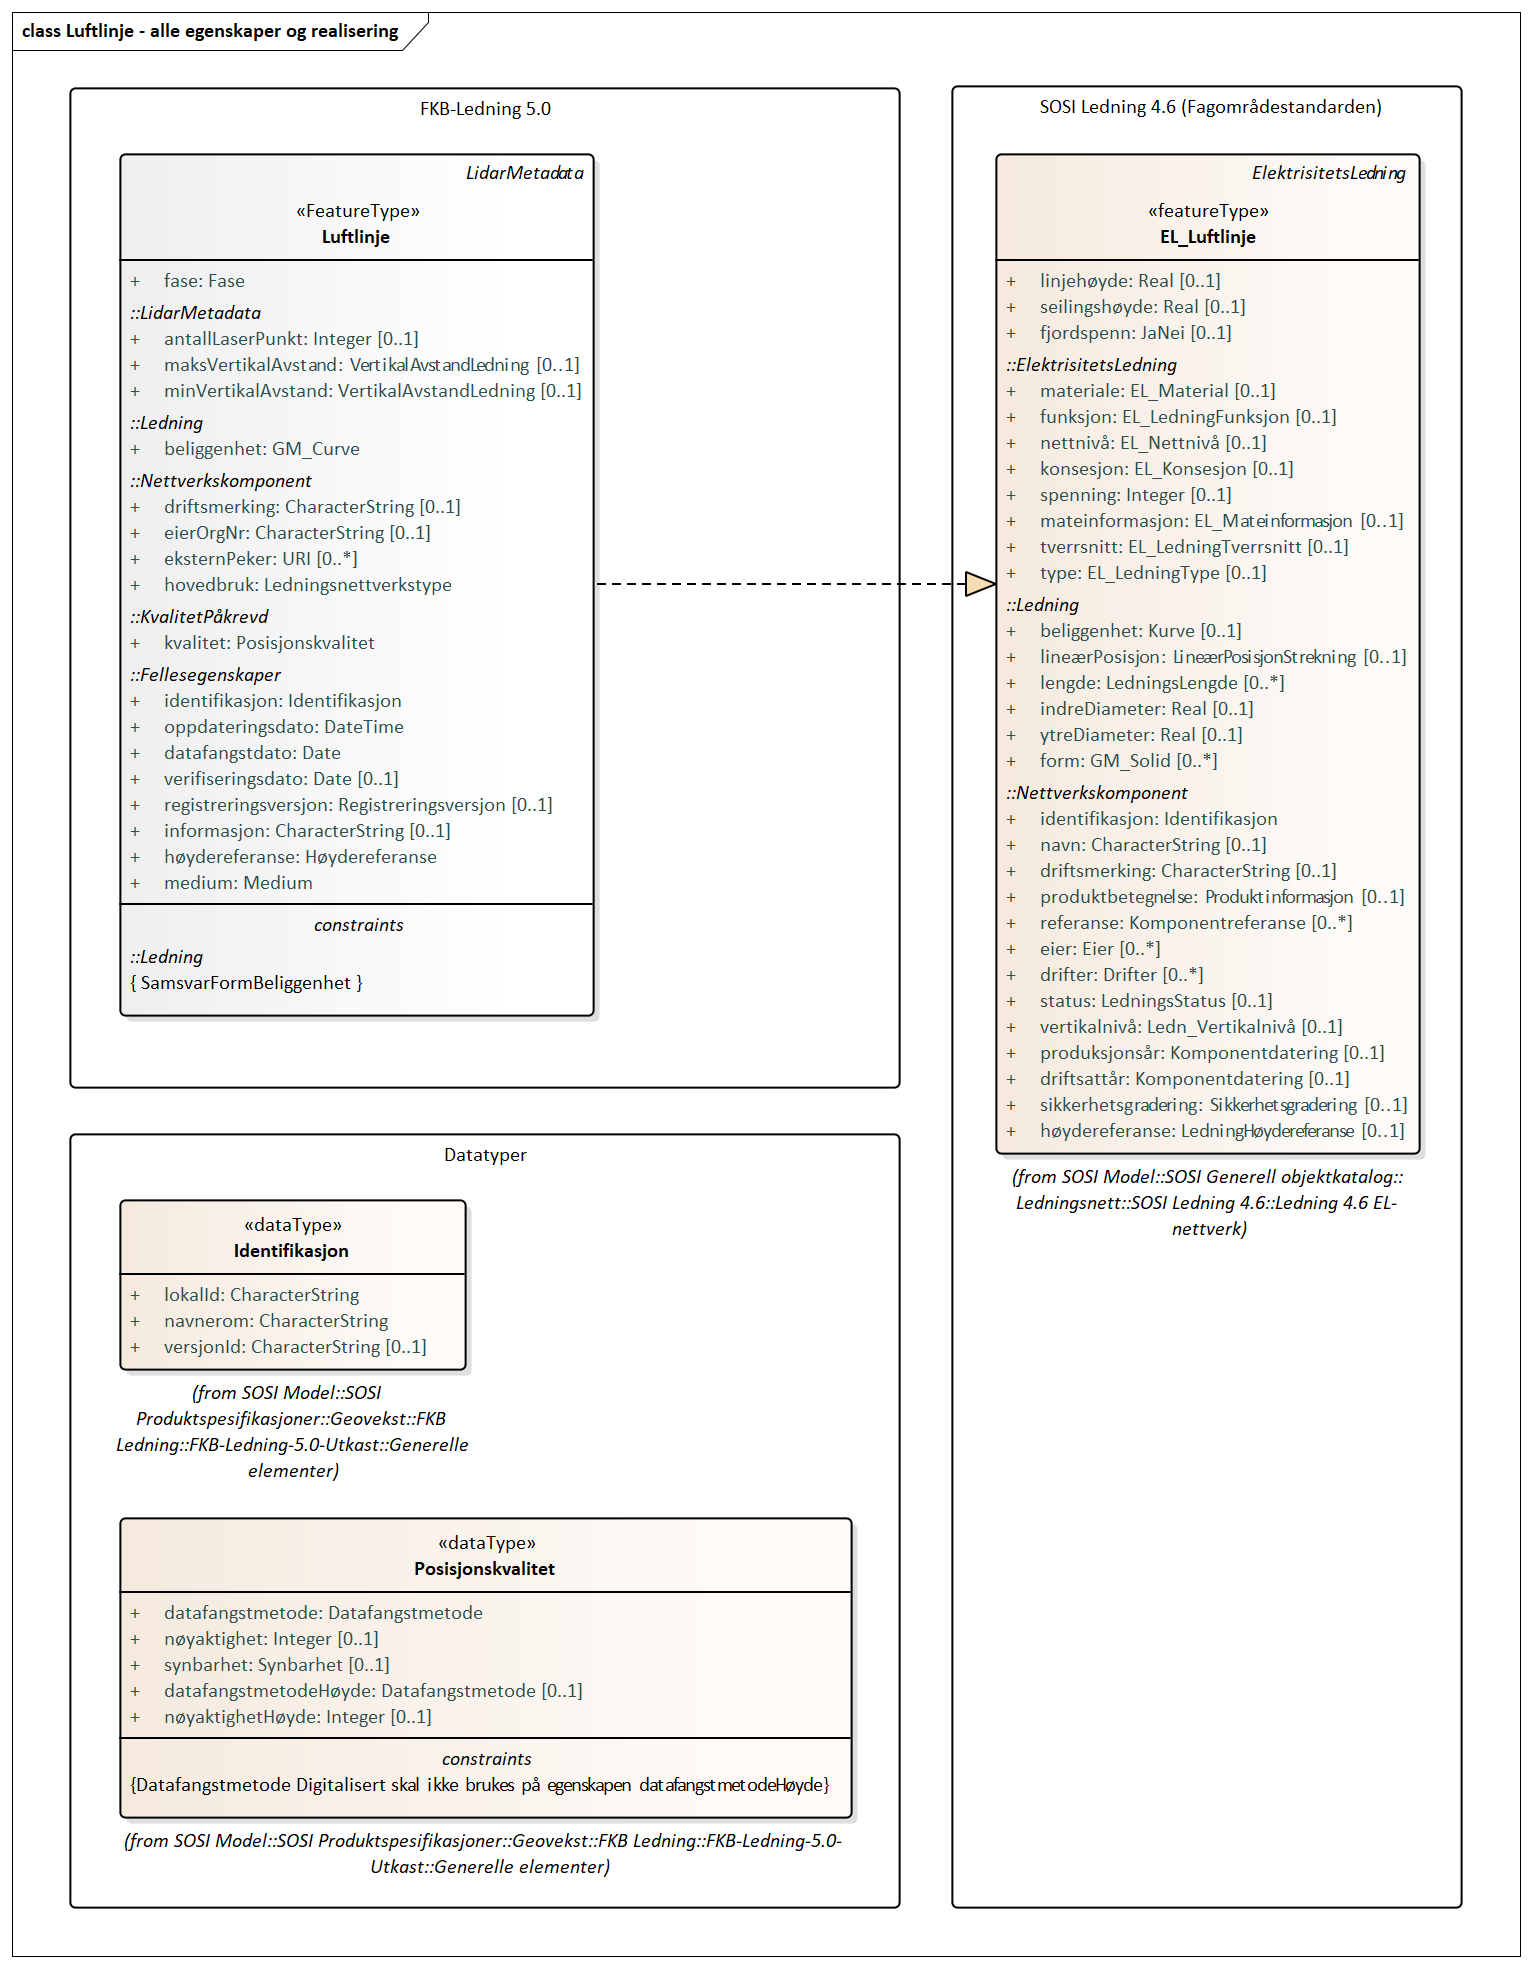 class Luftlinje - alle egenskaper og realisering
FKB-Ledning 5.0
LidarMetadata
«FeatureType»
Luftlinje
+ fase: Fase
::LidarMetadata
+ antallLaserPunkt: Integer [0..1]
+ maksVertikalAvstand: VertikalAvstandLedning [0..1]
+ minVertikalAvstand: VertikalAvstandLedning [0..1]
::Ledning
+ beliggenhet: GM_Curve
::Nettverkskomponent
+ driftsmerking: CharacterString [0..1]
+ eierOrgNr: CharacterString [0..1]
+ eksternPeker: URI [0..*]
+ hovedbruk: Ledningsnettverkstype
::KvalitetPåkrevd
+ kvalitet: Posisjonskvalitet
::Fellesegenskaper
+ identifikasjon: Identifikasjon
+ oppdateringsdato: DateTime
+ datafangstdato: Date
+ verifiseringsdato: Date [0..1]
+ registreringsversjon: Registreringsversjon [0..1]
+ informasjon: CharacterString [0..1]
+ høydereferanse: Høydereferanse
+ medium: Medium
constraints
::Ledning
{ SamsvarFormBeliggenhet }
SOSI Ledning 4.6 (Fagområdestandarden)
ElektrisitetsLedning
«featureType»
EL_Luftlinje
+ linjehøyde: Real [0..1]
+ seilingshøyde: Real [0..1]
+ fjordspenn: JaNei [0..1]
::ElektrisitetsLedning
+ materiale: EL_Material [0..1]
+ funksjon: EL_LedningFunksjon [0..1]
+ nettnivå: EL_Nettnivå [0..1]
+ konsesjon: EL_Konsesjon [0..1]
+ spenning: Integer [0..1]
+ mateinformasjon: EL_Mateinformasjon [0..1]
+ tverrsnitt: EL_LedningTverrsnitt [0..1]
+ type: EL_LedningType [0..1]
::Ledning
+ beliggenhet: Kurve [0..1]
+ lineærPosisjon: LineærPosisjonStrekning [0..1]
+ lengde: LedningsLengde [0..*]
+ indreDiameter: Real [0..1]
+ ytreDiameter: Real [0..1]
+ form: GM_Solid [0..*]
::Nettverkskomponent
+ identifikasjon: Identifikasjon
+ navn: CharacterString [0..1]
+ driftsmerking: CharacterString [0..1]
+ produktbetegnelse: Produktinformasjon [0..1]
+ referanse: Komponentreferanse [0..*]
+ eier: Eier [0..*]
+ drifter: Drifter [0..*]
+ status: LedningsStatus [0..1]
+ vertikalnivå: Ledn_Vertikalnivå [0..1]
+ produksjonsår: Komponentdatering [0..1]
+ driftsattår: Komponentdatering [0..1]
+ sikkerhetsgradering: Sikkerhetsgradering [0..1]
+ høydereferanse: LedningHøydereferanse [0..1]
(from SOSI Model::SOSI Generell objektkatalog::
Ledningsnett::SOSI Ledning 4.6::Ledning 4.6 EL-
nettverk)
Datatyper
«dataType»
Identifikasjon
+ lokalId: CharacterString
+ navnerom: CharacterString
+ versjonId: CharacterString [0..1]
(from SOSI Model::SOSI
Produktspesifikasjoner::Geovekst::FKB
Ledning::FKB-Ledning-5.0-Utkast::Generelle
elementer)
«dataType»
Posisjonskvalitet
+ datafangstmetode: Datafangstmetode
+ nøyaktighet: Integer [0..1]
+ synbarhet: Synbarhet [0..1]
+ datafangstmetodeHøyde: Datafangstmetode [0..1]
+ nøyaktighetHøyde: Integer [0..1]
constraints
{Datafangstmetode Digitalisert skal ikke brukes på egenskapen datafangstmetodeHøyde}
(from SOSI Model::SOSI Produktspesifikasjoner::Geovekst::FKB Ledning::FKB-Ledning-5.0-
Utkast::Generelle elementer)